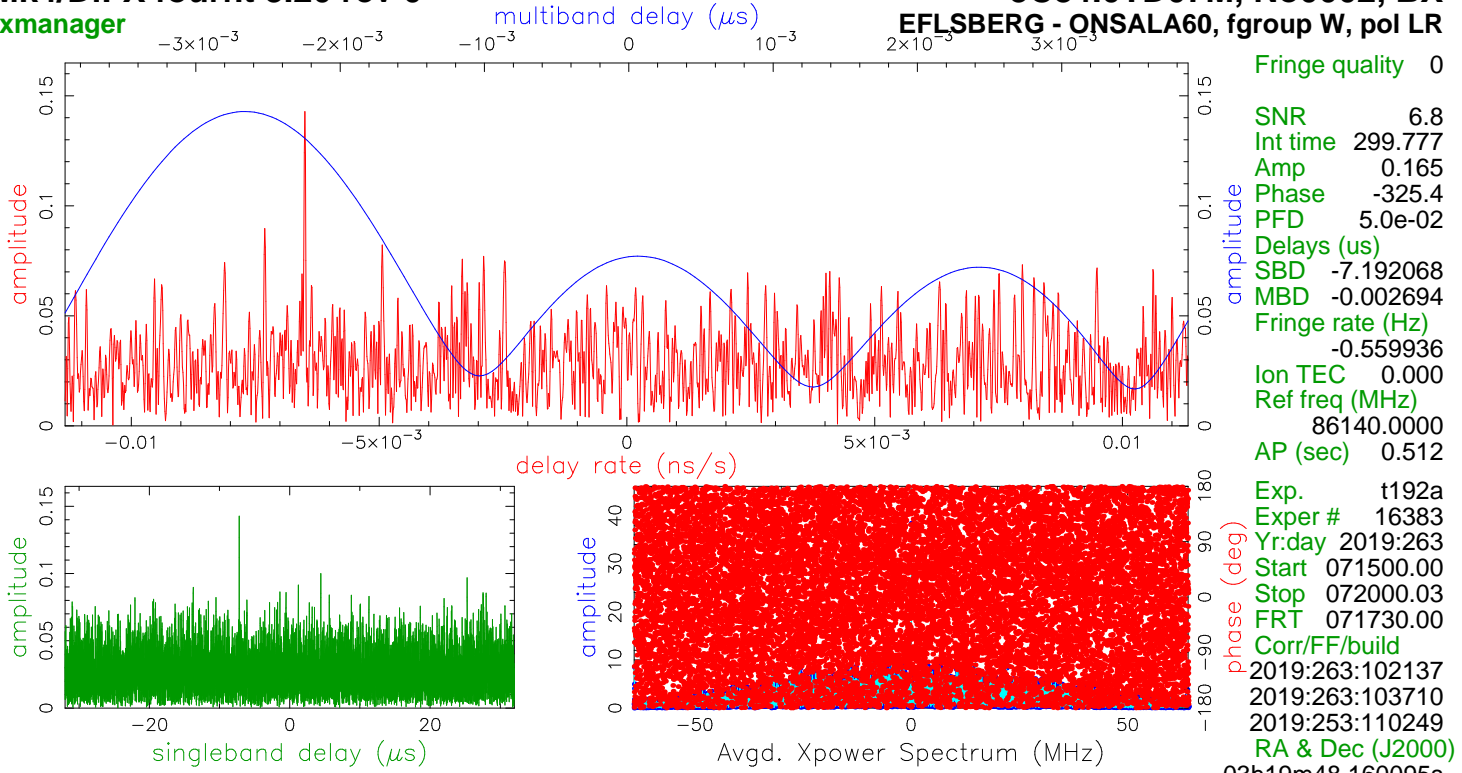 xmanager
multiband delay (μs)
EFLSBERG - ONSALA60, fgroup W, pol LR
−3×10⁻³ −2×10⁻³ −10⁻³ 0 10⁻³ 2×10⁻³ 3×10⁻³
Fringe quality 0
SNR 6.8
Int time 299.777
Amp 0.165
Phase -325.4
PFD 5.0e-02
Delays (us)
SBD -7.192068
MBD -0.002694
Fringe rate (Hz)
-0.559936
Ion TEC 0.000
Ref freq (MHz)
86140.0000
AP (sec) 0.512
Exp. t192a
Exper # 16383
Yr:day 2019:263
Start 071500.00
Stop 072000.03
FRT 071730.00
Corr/FF/build
2019:263:102137
2019:263:103710
2019:253:110249
RA & Dec (J2000)
amplitude
0 0.05 0.1 0.15
amplitude
0 0.05 0.1 0.15
−0.01 −5×10⁻³ 0 5×10⁻³ 0.01
delay rate (ns/s)
amplitude
0 0.05 0.1 0.15
−20 0 20
singleband delay (μs)
amplitude
0 10 20 30 40
phase (deg)
−180 −90 0 90 180
−50 0 50
Avgd. Xpower Spectrum (MHz)